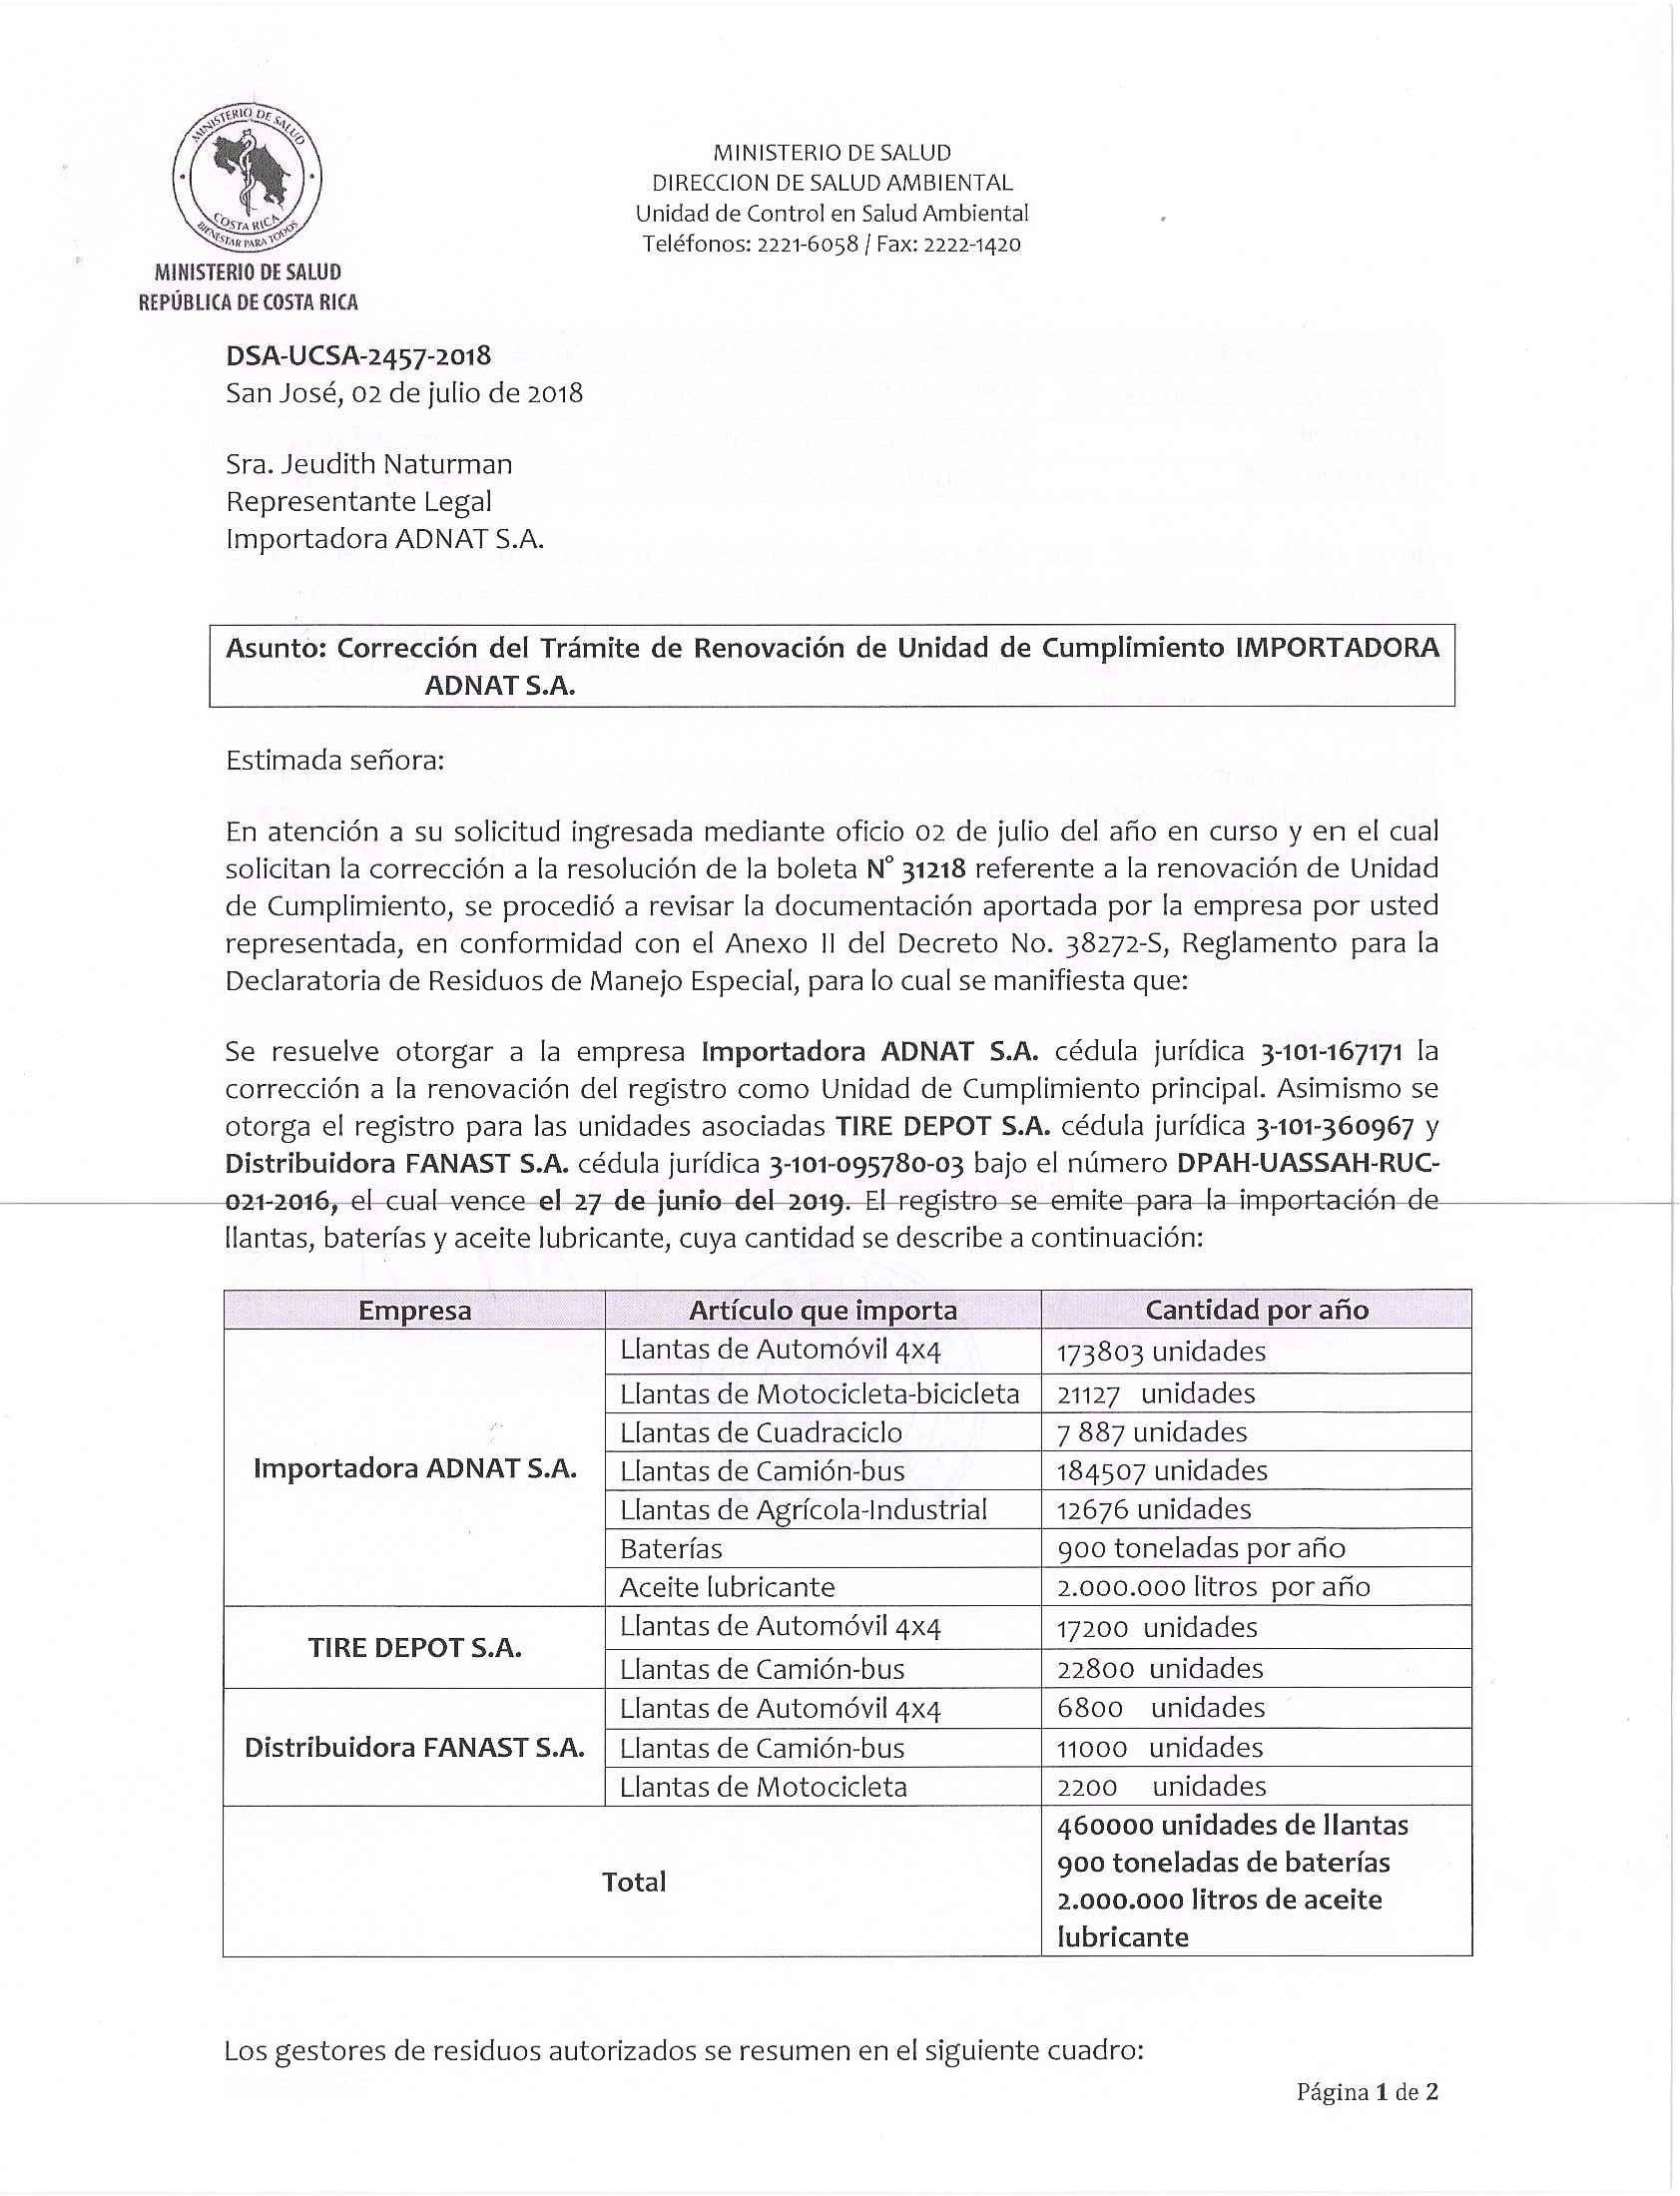 MINISTERIO DE SALUD
COSTA RICA
BIENESTAR PARA TODOS
MINISTERIO DE SALUD
REPÚBLICA DE COSTA RICA
MINISTERIO DE SALUD
DIRECCION DE SALUD AMBIENTAL
Unidad de Control en Salud Ambiental
Teléfonos: 2221-6058 / Fax: 2222-1420
DSA-UCSA-2457-2018
San José, 02 de julio de 2018
Sra. Jeudith Naturman
Representante Legal
Importadora ADNAT S.A.
Asunto: Corrección del Trámite de Renovación de Unidad de Cumplimiento IMPORTADORA
ADNAT S.A.
Estimada señora:
En atención a su solicitud ingresada mediante oficio 02 de julio del año en curso y en el cual
solicitan la corrección a la resolución de la boleta N° 31218 referente a la renovación de Unidad
de Cumplimiento, se procedió a revisar la documentación aportada por la empresa por usted
representada, en conformidad con el Anexo II del Decreto No. 38272-S, Reglamento para la
Declaratoria de Residuos de Manejo Especial, para lo cual se manifiesta que:
Se resuelve otorgar a la empresa Importadora ADNAT S.A. cédula jurídica 3-101-167171 la
corrección a la renovación del registro como Unidad de Cumplimiento principal. Asimismo se
otorga el registro para las unidades asociadas TIRE DEPOT S.A. cédula jurídica 3-101-360967 y
Distribuidora FANAST S.A. cédula jurídica 3-101-095780-03 bajo el número DPAH-UASSAH-RUC-
021-2016, el cual vence el 27 de junio del 2019. El registro se emite para la importación de
llantas, baterías y aceite lubricante, cuya cantidad se describe a continuación:
Empresa Artículo que importa Cantidad por año
Importadora ADNAT S.A.
Llantas de Automóvil 4x4 173803 unidades
Llantas de Motocicleta-bicicleta 21127 unidades
Llantas de Cuadraciclo 7 887 unidades
Llantas de Camión-bus 184507 unidades
Llantas de Agrícola-Industrial 12676 unidades
Baterías 900 toneladas por año
Aceite lubricante 2.000.000 litros por año
TIRE DEPOT S.A.
Llantas de Automóvil 4x4 17200 unidades
Llantas de Camión-bus 22800 unidades
Distribuidora FANAST S.A.
Llantas de Automóvil 4x4 6800 unidades
Llantas de Camión-bus 11000 unidades
Llantas de Motocicleta 2200 unidades
Total
460000 unidades de llantas
900 toneladas de baterías
2.000.000 litros de aceite
lubricante
Los gestores de residuos autorizados se resumen en el siguiente cuadro:
Página 1 de 2